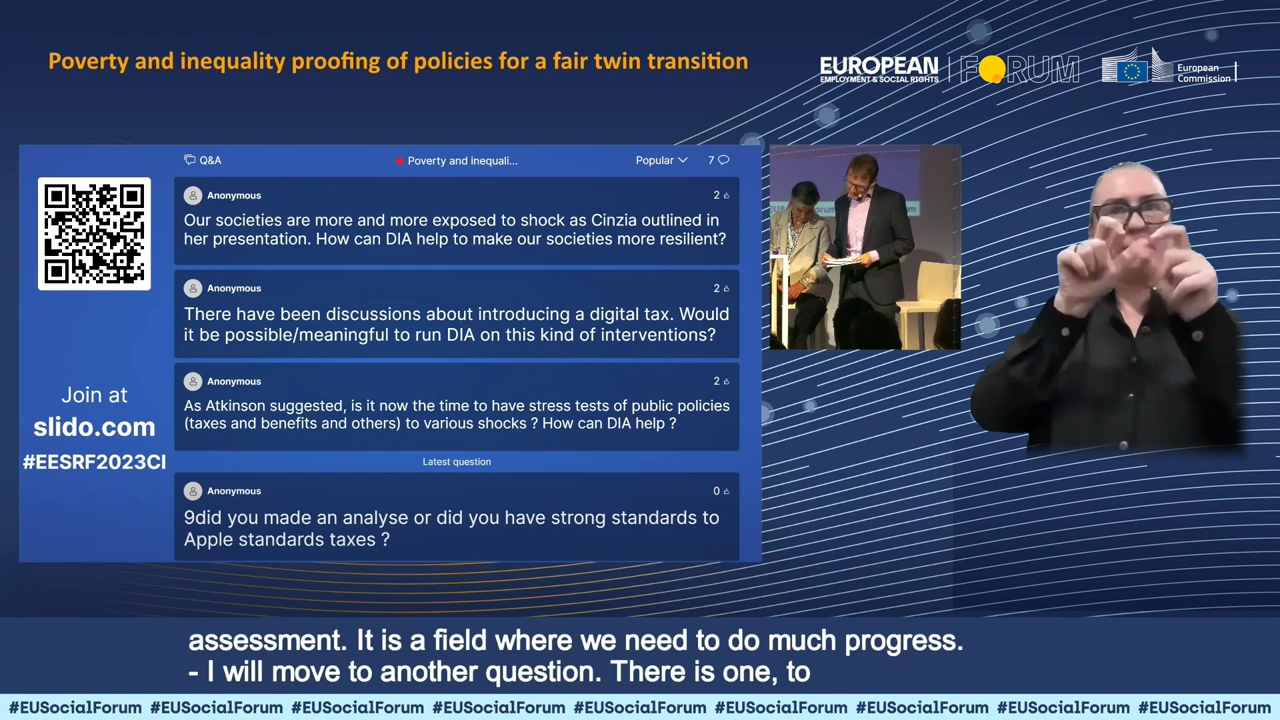 Poverty and inequality proofing of policies for a fair twin transition
EUROPEAN
EMPLOYMENT & SOCIAL RIGHTS
FORUM
European
Commission
Q&A
Poverty and inequali...
Popular
7
Anonymous
2
Our societies are more and more exposed to shock as Cinzia outlined in
her presentation. How can DIA help to make our societies more resilient?
Anonymous
2
There have been discussions about introducing a digital tax. Would
it be possible/meaningful to run DIA on this kind of interventions?
Anonymous
2
As Atkinson suggested, is it now the time to have stress tests of public policies
(taxes and benefits and others) to various shocks ? How can DIA help ?
Latest question
Anonymous
0
9did you made an analyse or did you have strong standards to
Apple standards taxes ?
Join at
slido.com
#EESRF2023CI
assessment. It is a field where we need to do much progress.
- I will move to another question. There is one, to
#EUSocialForum #EUSocialForum #EUSocialForum #EUSocialForum #EUSocialForum #EUSocialForum #EUSocialForum #EUSocialForum #EUSocialForum